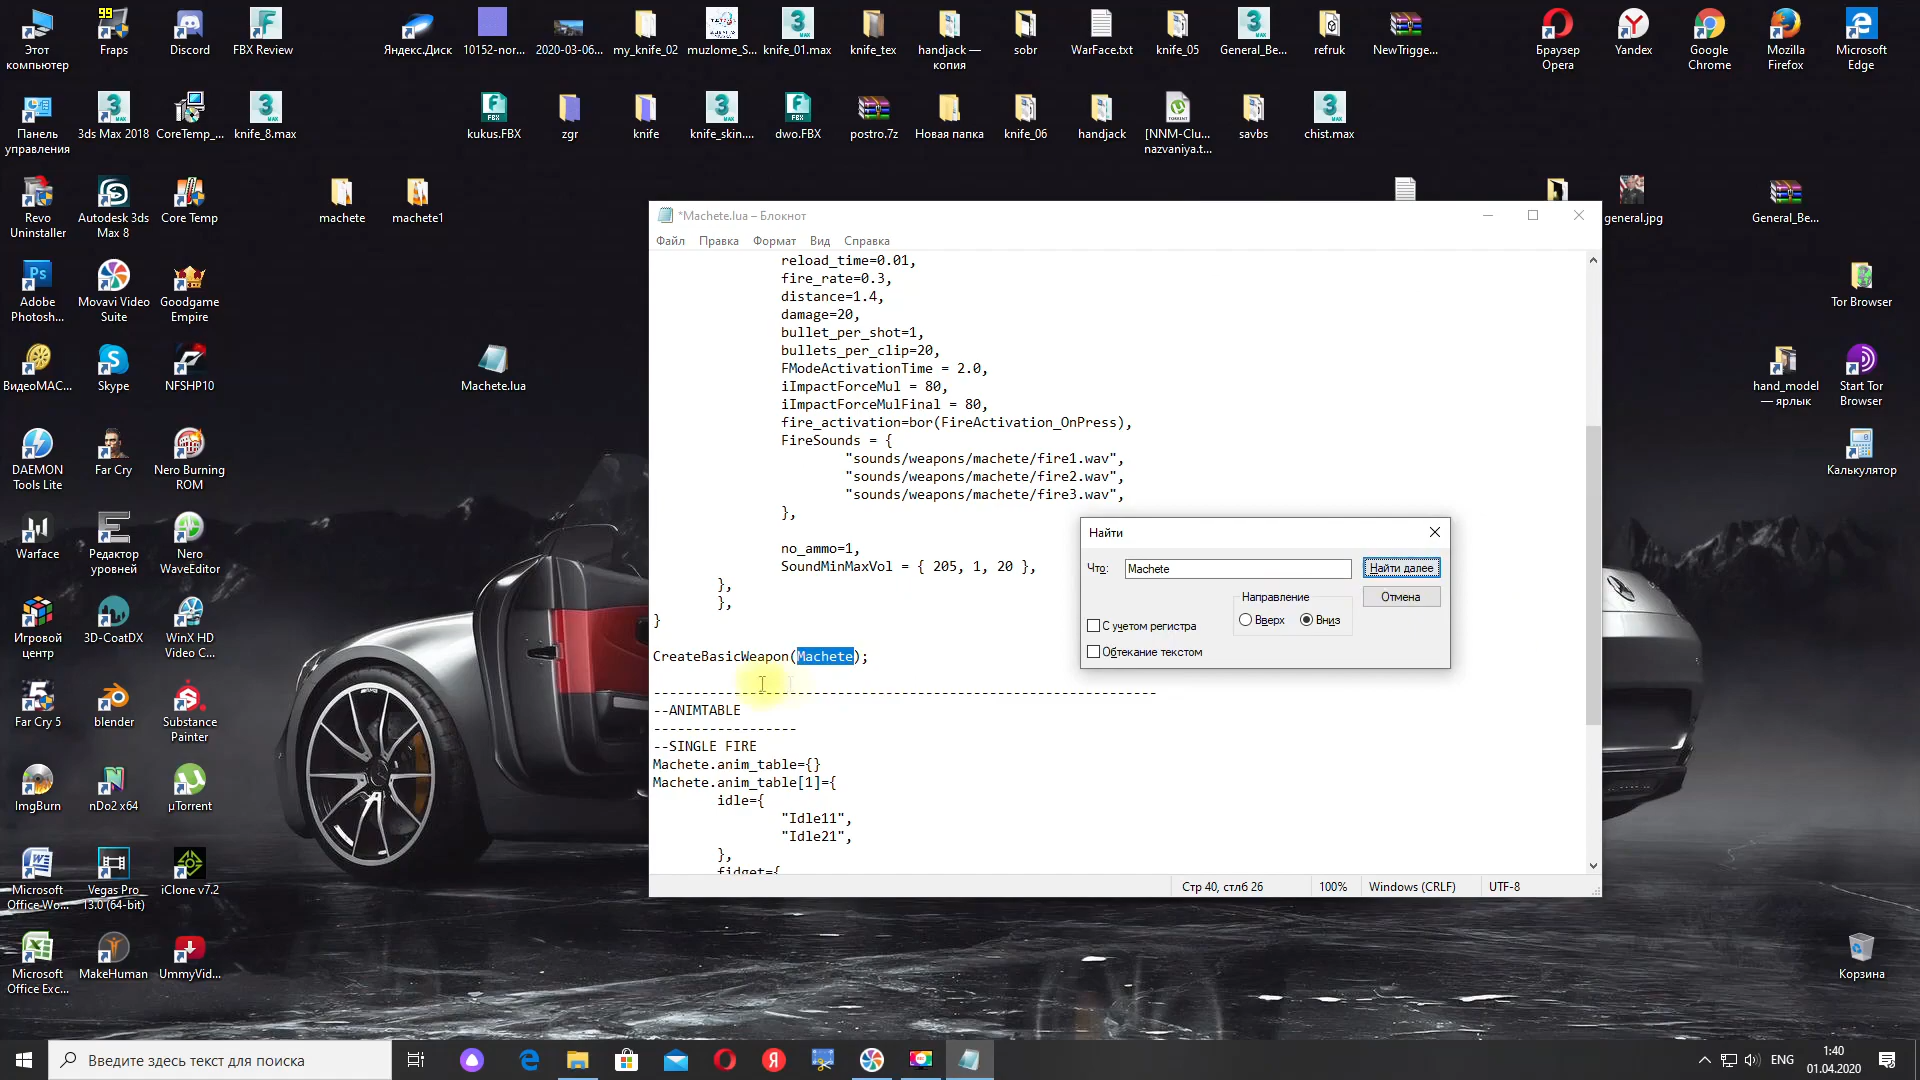 99
Этот компьютер
Fraps
Discord
FBX Review
Яндекс.Диск
10152-nor...
2020-03-06...
my_knife_02
muzlome_S...
knife_01.max
knife_tex
handjack — копия
sobr
WarFace.txt
knife_05
General_Be...
refruk
NewTrigge...
Браузер Opera
Yandex
Google Chrome
Mozilla Firefox
Microsoft Edge
Панель управления
3ds Max 2018
CoreTemp_...
knife_8.max
kukus.FBX
zgr
knife
knife_skin....
dwo.FBX
postro.7z
Новая папка
knife_06
handjack
[NNM-Clu... nazvaniya.t...
savbs
chist.max
Revo Uninstaller
Autodesk 3ds Max 8
Core Temp
machete
machete1
general.jpg
General_Be...
Adobe Photosh...
Movavi Video Suite
Goodgame Empire
Tor Browser
ВидеоМАС...
Skype
NFSHP10
Machete.lua
hand_model — ярлык
Start Tor Browser
DAEMON Tools Lite
Far Cry
Nero Burning ROM
Калькулятор
Warface
Редактор уровней
Nero WaveEditor
Игровой центр
3D-CoatDX
WinX HD Video C...
Far Cry 5
blender
Substance Painter
ImgBurn
nDo2 x64
µTorrent
Microsoft Office Wo...
Vegas Pro 13.0 (64-bit)
iClone v7.2
Microsoft Office Exc...
MakeHuman
UmmyVid...
Корзина
*Machete.lua – Блокнот
Файл Правка Формат Вид Справка
reload_time=0.01,
fire_rate=0.3,
distance=1.4,
damage=20,
bullet_per_shot=1,
bullets_per_clip=20,
FModeActivationTime = 2.0,
iImpactForceMul = 80,
iImpactForceMulFinal = 80,
fire_activation=bor(FireActivation_OnPress),
FireSounds = {
"sounds/weapons/machete/fire1.wav",
"sounds/weapons/machete/fire2.wav",
"sounds/weapons/machete/fire3.wav",
},
no_ammo=1,
SoundMinMaxVol = { 205, 1, 20 },
},
},
}
CreateBasicWeapon(Machete);
---------------------------------------------------------------
--ANIMTABLE
------------------
--SINGLE FIRE
Machete.anim_table={}
Machete.anim_table[1]={
idle={
"Idle11",
"Idle21",
},
fidget={
Стр 40, стлб 26 100% Windows (CRLF) UTF-8
Найти
Что: Machete Найти далее
Направление Отмена
Вверх Вниз
С учетом регистра
Обтекание текстом
Введите здесь текст для поиска
ENG
1:40
01.04.2020